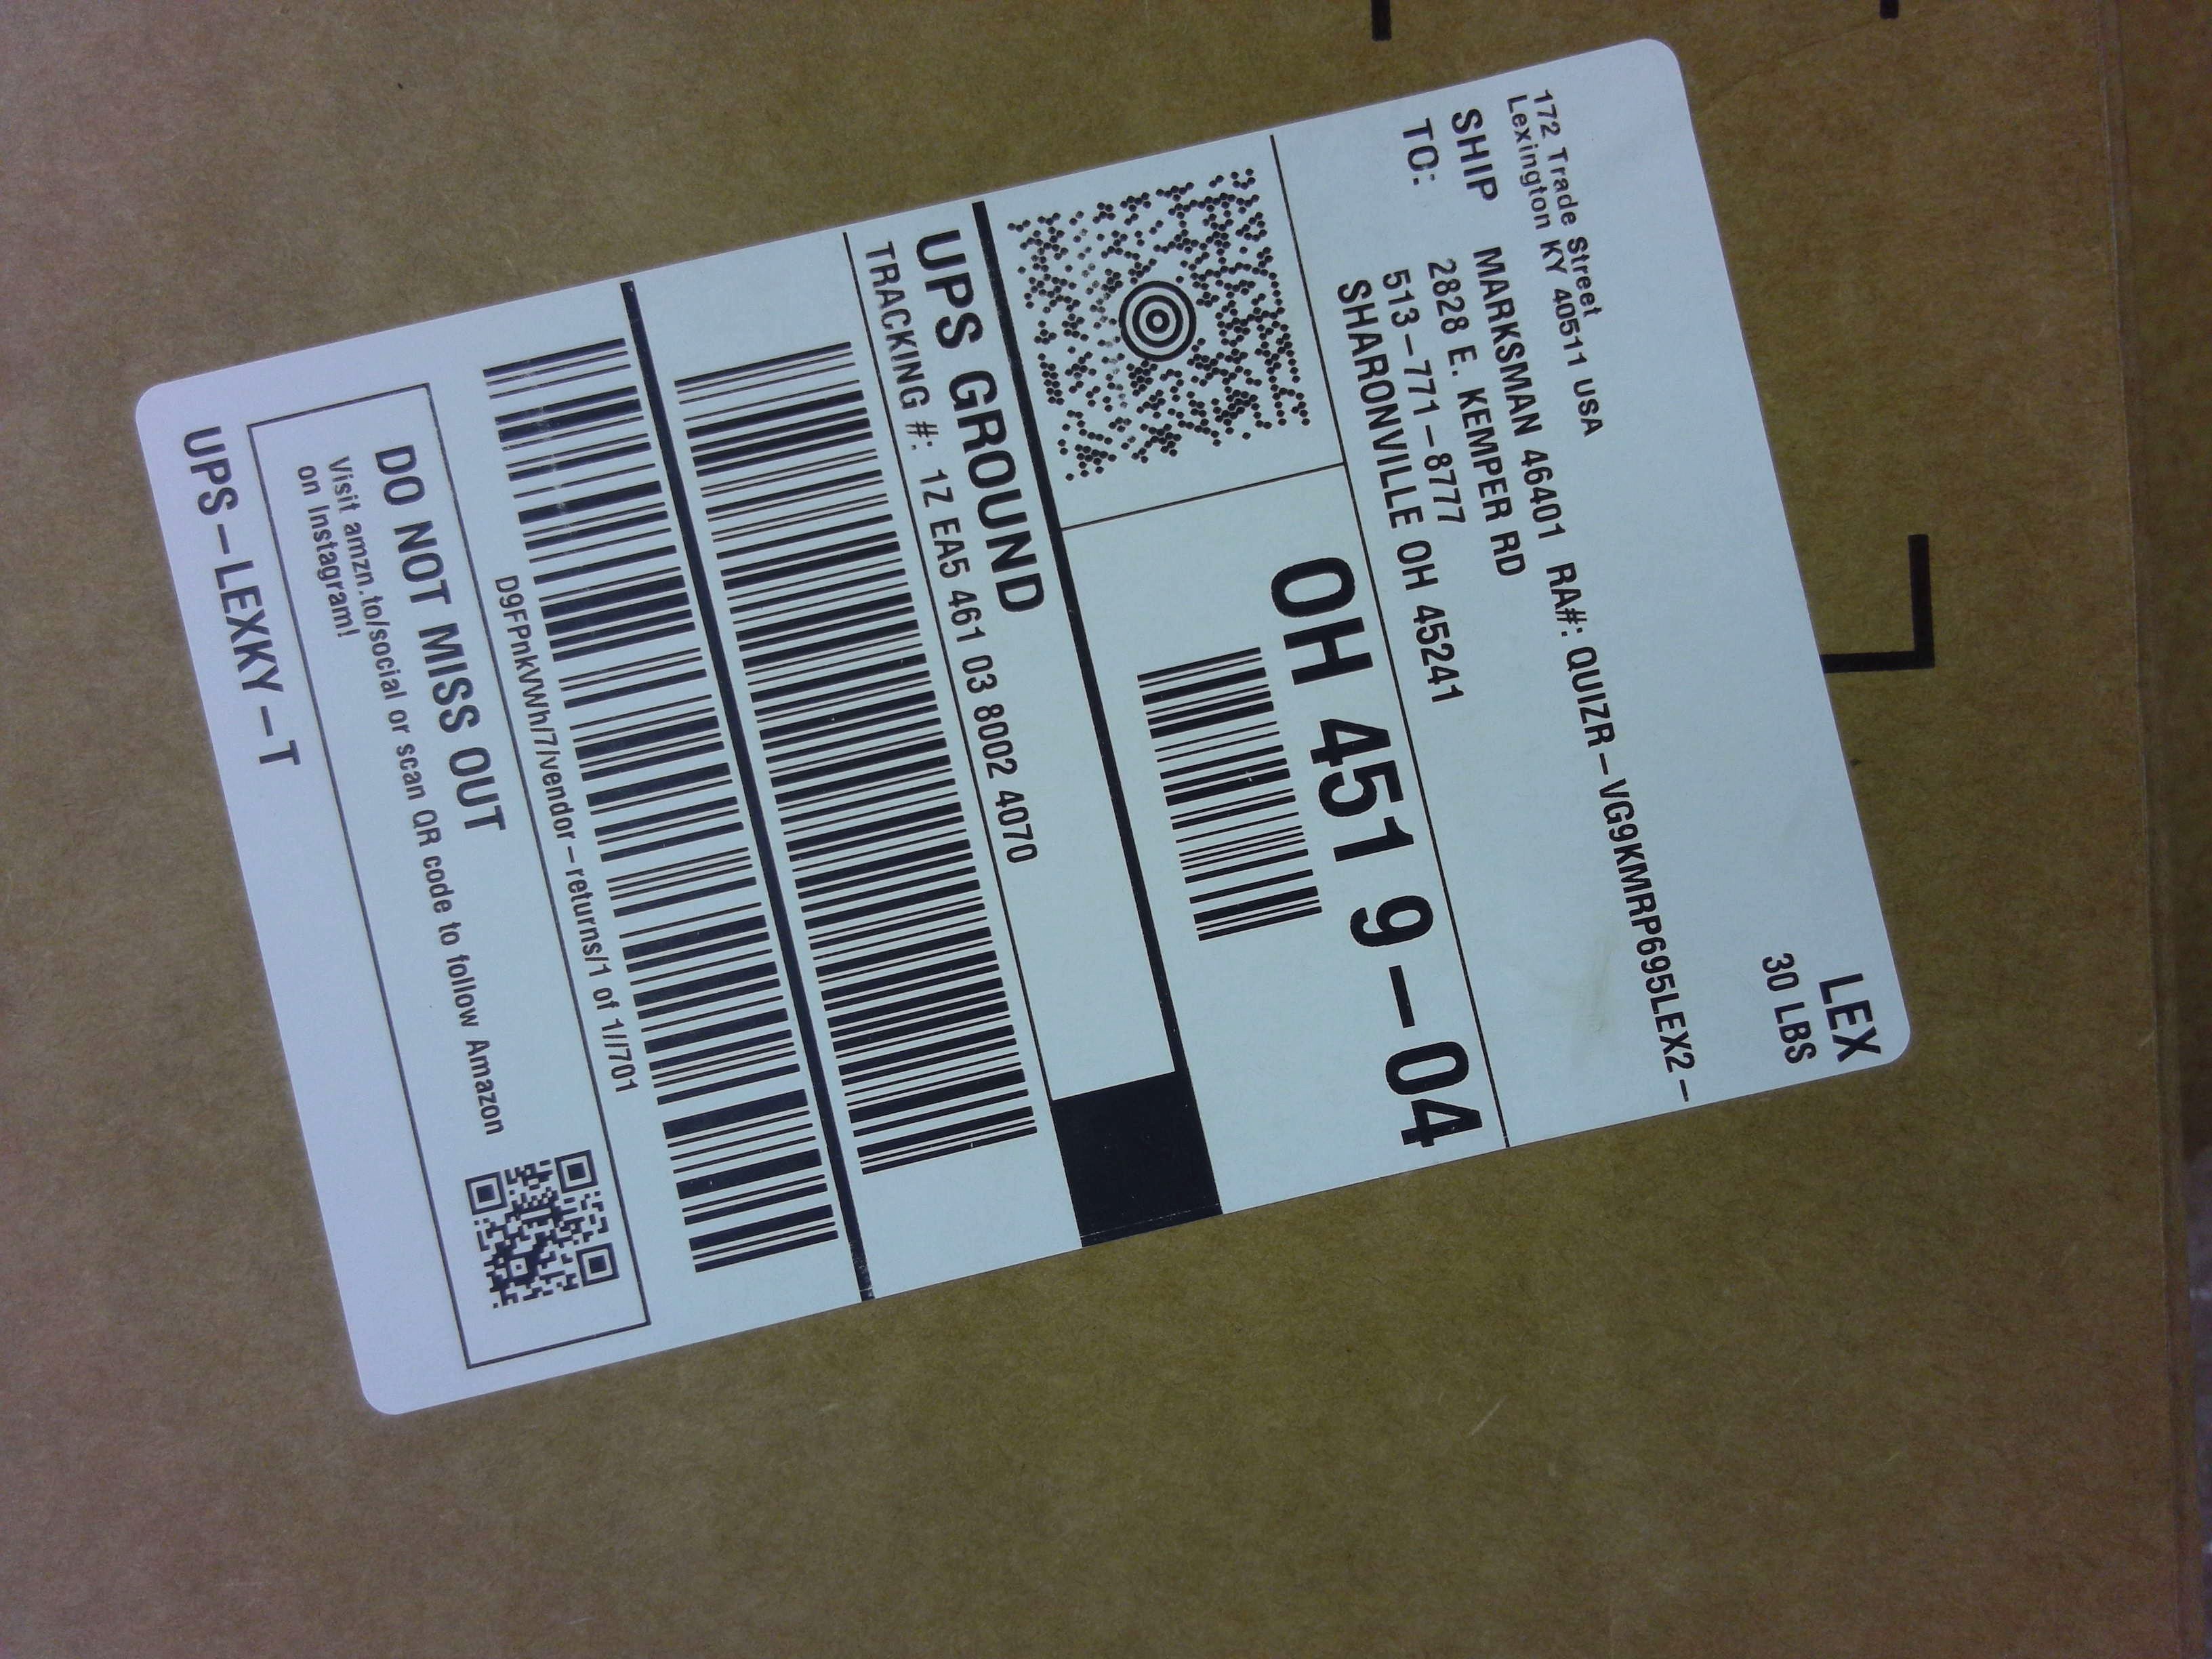 LEX
30 LBS
172 Trade Street
Lexington KY 40511 USA
SHIP
TO:
MARKSMAN 46401 RA#: QUIZR-VG9KMRP695LEX2-
2828 E. KEMPER RD
513-771-8777
SHARONVILLE OH 45241
OH 451 9-04
UPS GROUND
TRACKING #: 1Z EA5 461 03 8002 4070
D9FPnkVWh/7/vendor-returns/1 of 1//701
DO NOT MISS OUT
Visit amzn.to/social or scan QR code to follow Amazon
on Instagram!
UPS-LEXKY-T